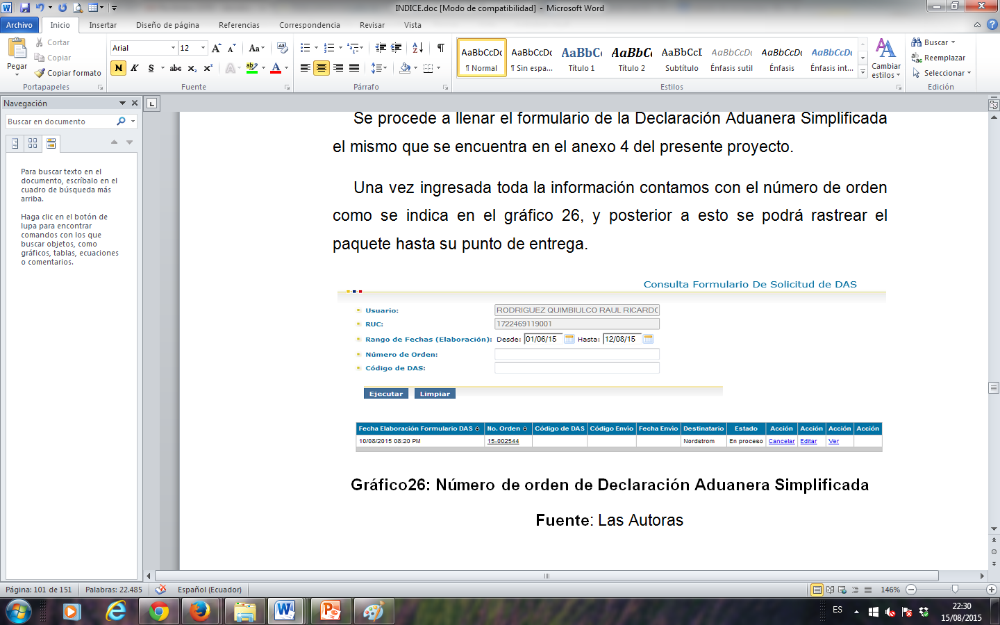 INDICE.doc [Modo de compatibilidad] - Microsoft Word
Archivo Inicio Insertar Diseño de página Referencias Correspondencia Revisar Vista
Pegar
Cortar
Copiar
Copiar formato
Portapapeles
Arial 12
N K S abc x₂ x²
Fuente
Párrafo
AaBbCcDc AaBbCcDc AaBbC AaBbCc AaBbCcI AaBbCcDc AaBbCcDc AaBbCcDc
¶ Normal ¶ Sin espa... Título 1 Título 2 Subtítulo Énfasis sutil Énfasis Énfasis int...
Cambiar estilos
Estilos
Buscar
Reemplazar
Seleccionar
Edición
Navegación
Buscar en documento
Para buscar texto en el
documento, escríbalo en el
cuadro de búsqueda más
arriba.
Haga clic en el botón de
lupa para encontrar
comandos con los que
buscar objetos, como
gráficos, tablas, ecuaciones
o comentarios.
Se procede a llenar el formulario de la Declaración Aduanera Simplificada
el mismo que se encuentra en el anexo 4 del presente proyecto.
Una vez ingresada toda la información contamos con el número de orden
como se indica en el gráfico 26, y posterior a esto se podrá rastrear el
paquete hasta su punto de entrega.
Consulta Formulario De Solicitud de DAS
Usuario: RODRIGUEZ QUIMBIULCO RAUL RICARDO
RUC: 1722469119001
Rango de Fechas (Elaboración): Desde: 01/06/15 Hasta: 12/08/15
Número de Orden:
Código de DAS:
Ejecutar Limpiar
Fecha Elaboración Formulario DAS No. Orden Código de DAS Código Envío Fecha Envío Destinatario Estado Acción Acción Acción Acción
10/08/2015 08:20 PM 15-002544 Nordstrom En proceso Cancelar Editar Ver
Gráfico26: Número de orden de Declaración Aduanera Simplificada
Fuente: Las Autoras
Página: 101 de 151 Palabras: 22.485 Español (Ecuador) 146%
ES 22:30
15/08/2015